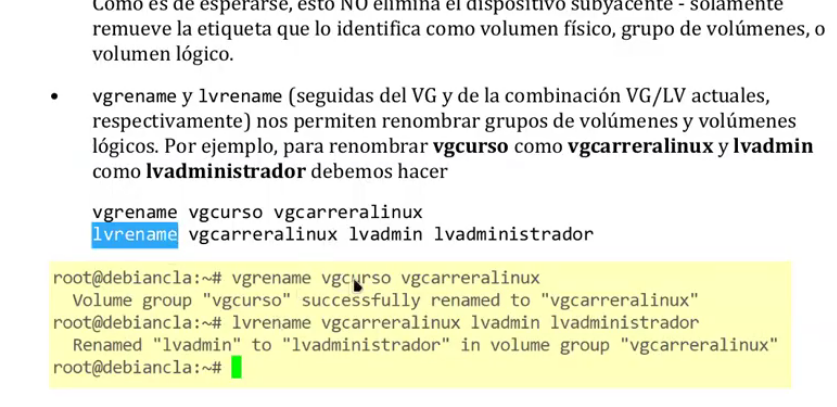 Como es de esperarse, esto NO elimina el dispositivo subyacente - solamente
remueve la etiqueta que lo identifica como volumen físico, grupo de volúmenes, o
volumen lógico.
• vgrename y lvrename (seguidas del VG y de la combinación VG/LV actuales,
respectivamente) nos permiten renombrar grupos de volúmenes y volúmenes
lógicos. Por ejemplo, para renombrar vgcurso como vgcarreralinux y lvadmin
como lvadministrador debemos hacer
vgrename vgcurso vgcarreralinux
lvrename vgcarreralinux lvadmin lvadministrador
root@debiancla:~# vgrename vgcurso vgcarreralinux
Volume group "vgcurso" successfully renamed to "vgcarreralinux"
root@debiancla:~# lvrename vgcarreralinux lvadmin lvadministrador
Renamed "lvadmin" to "lvadministrador" in volume group "vgcarreralinux"
root@debiancla:~#